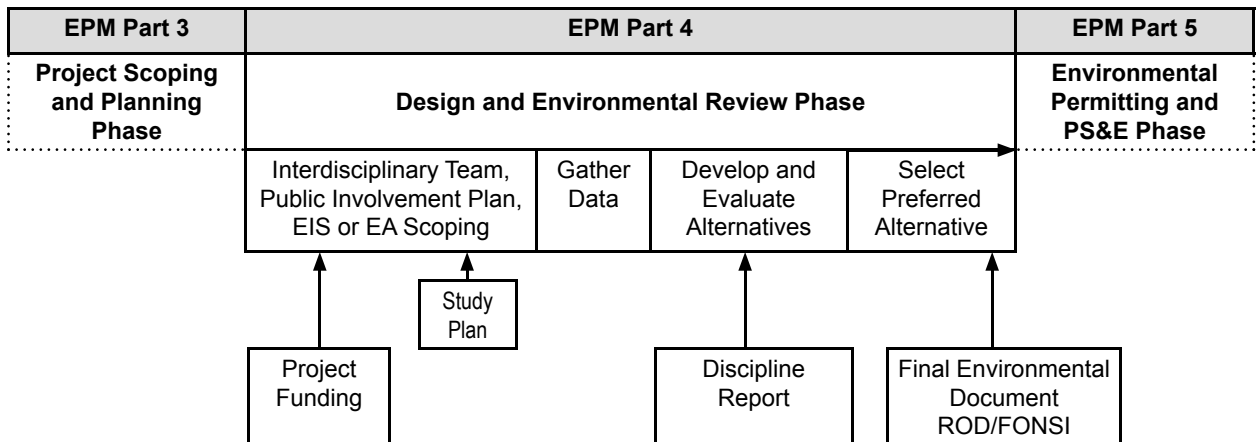 EPM Part 3
EPM Part 4
EPM Part 5
Project Scoping
and Planning
Phase
Design and Environmental Review Phase
Environmental
Permitting and
PS&E Phase
Interdisciplinary Team,
Public Involvement Plan,
EIS or EA Scoping
Gather
Data
Develop and
Evaluate
Alternatives
Select
Preferred
Alternative
Study
Plan
Project
Funding
Discipline
Report
Final Environmental
Document
ROD/FONSI